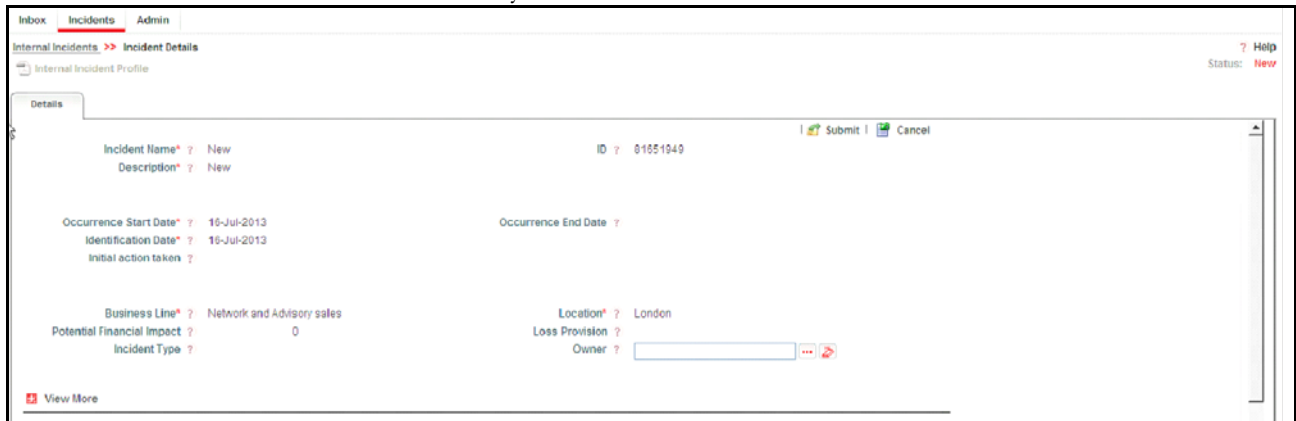 Inbox Incidents Admin
Internal Incidents >> Incident Details ? Help
Internal Incident Profile Status: New
Details
| Submit | Cancel
Incident Name* ? New ID ? 81651949
Description* ? New
Occurrence Start Date* ? 16-Jul-2013 Occurrence End Date ?
Identification Date* ? 16-Jul-2013
Initial action taken ?
Business Line* ? Network and Advisory sales Location* ? London
Potential Financial Impact ? 0 Loss Provision ?
Incident Type ? Owner ? ...
View More